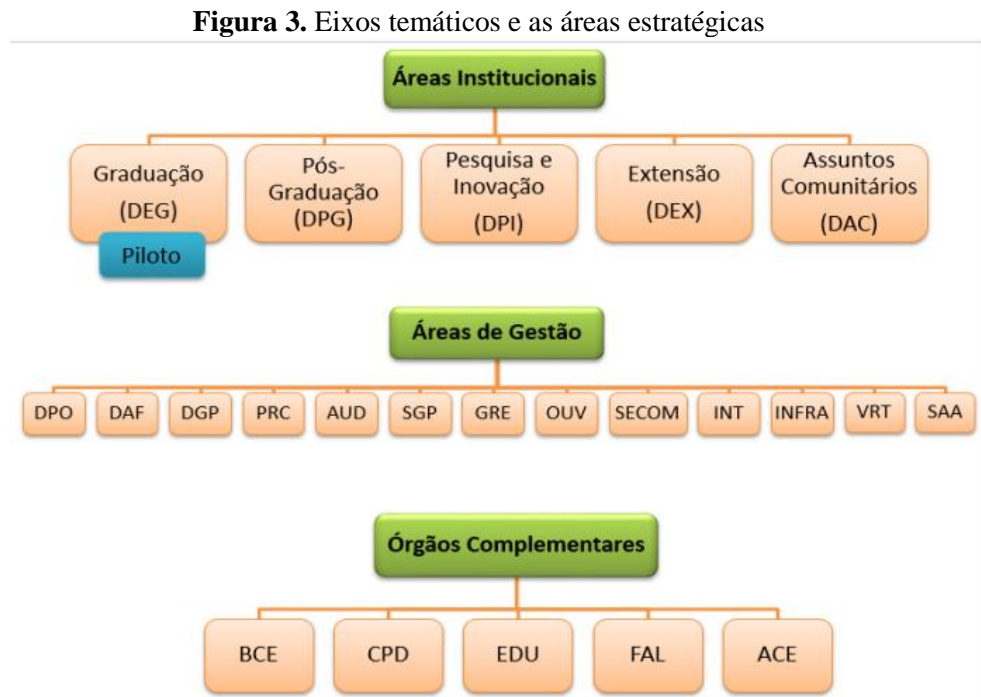 Figura 3. Eixos temáticos e as áreas estratégicas
Áreas Institucionais
Graduação
(DEG)
Piloto
Pós-
Graduação
(DPG)
Pesquisa e
Inovação
(DPI)
Extensão
(DEX)
Assuntos
Comunitários
(DAC)
Áreas de Gestão
DPO
DAF
DGP
PRC
AUD
SGP
GRE
OUV
SECOM
INT
INFRA
VRT
SAA
Órgãos Complementares
BCE
CPD
EDU
FAL
ACE